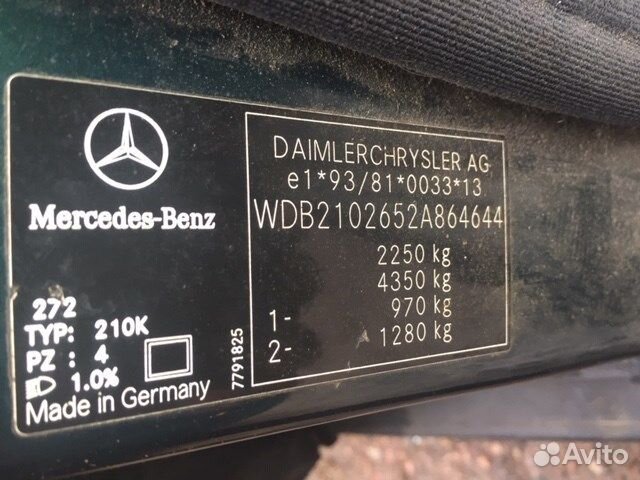 Mercedes-Benz
272
TYP: 210K
PZ : 4
1.0%
Made in Germany
7791825
DAIMLERCHRYSLER AG
e1*93/81*0033*13
WDB2102652A864644
2250 kg
4350 kg
1- 970 kg
2- 1280 kg
Avito